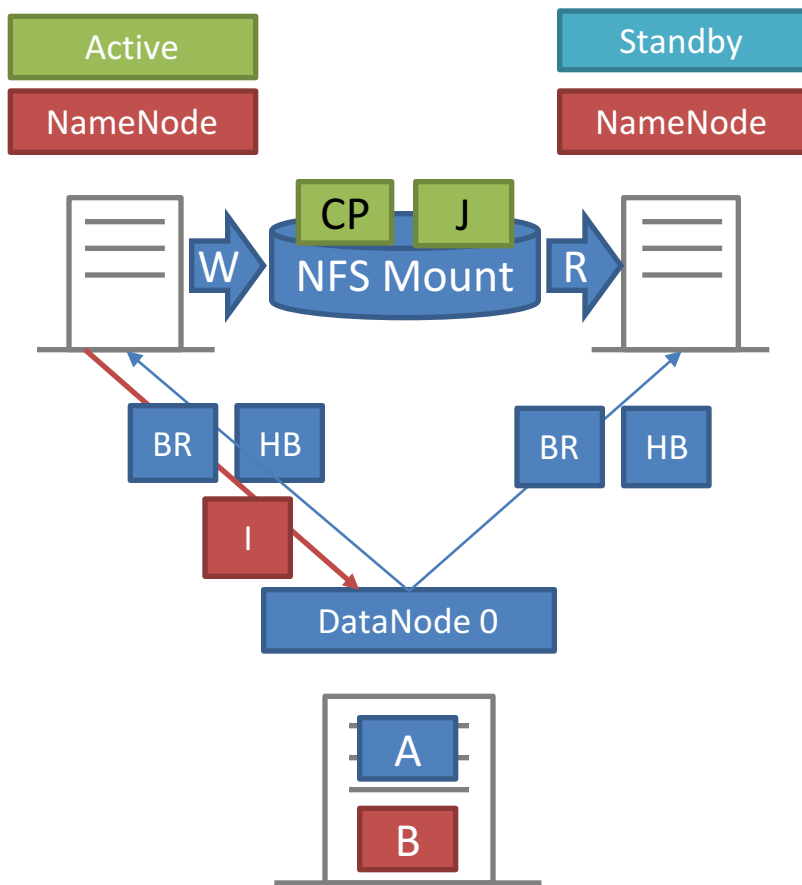 Active
Standby
NameNode
NameNode
CP
J
W
NFS Mount
R
BR
HB
BR
HB
I
DataNode 0
A
B